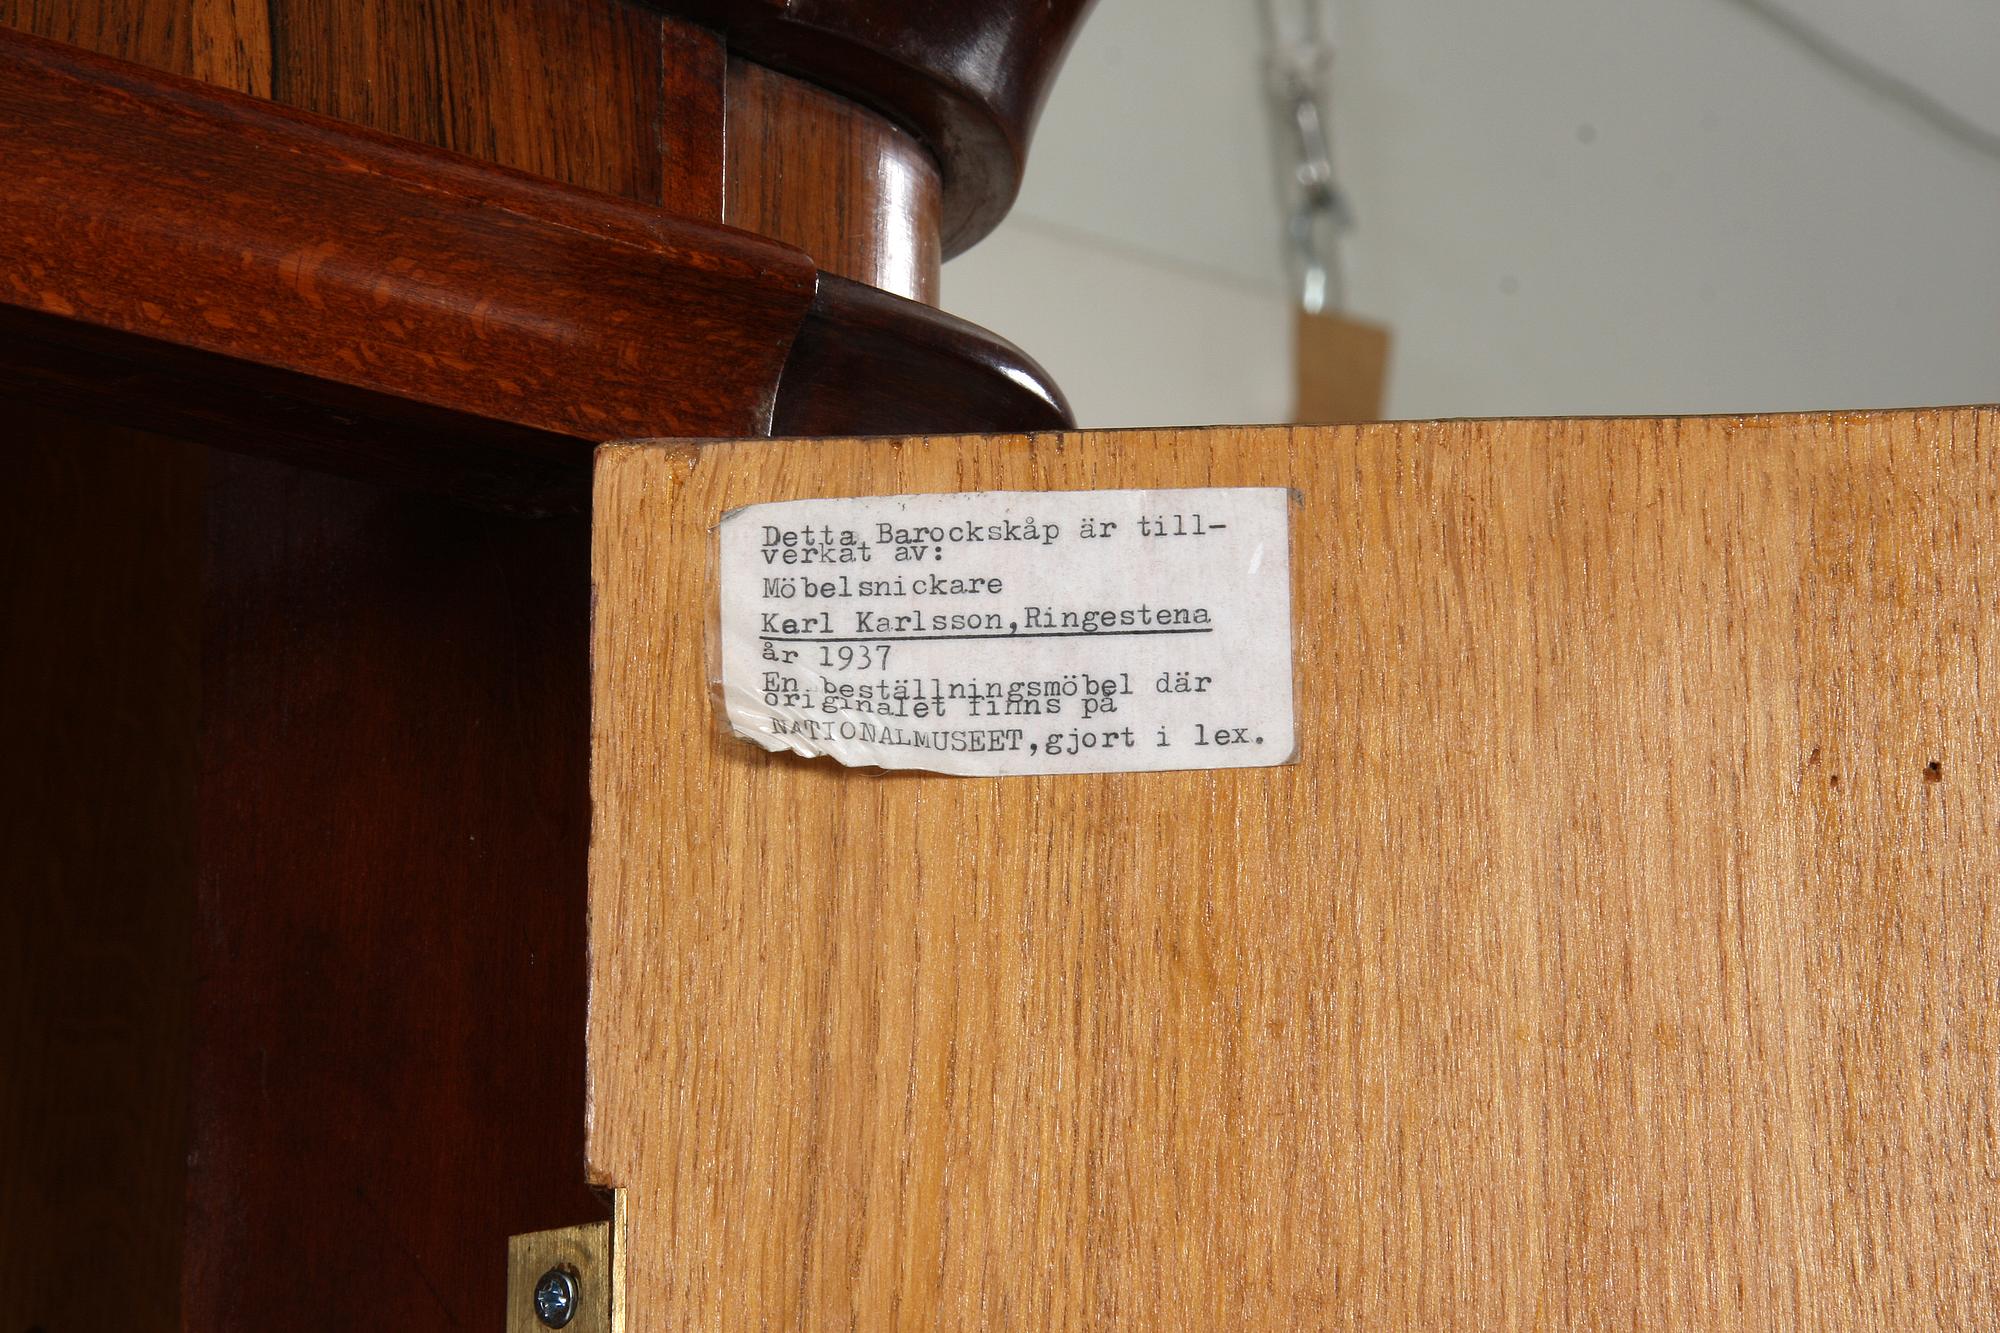 Detta Barockskåp är till-
verkat av:
Möbelsnickare
Karl Karlsson,Ringestena
år 1937
En beställningsmöbel där
originalet finns på
NATIONALMUSEET,gjort i lex.